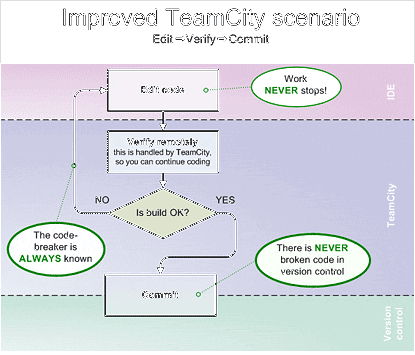 Improved TeamCity scenario
Edit⇒Verify⇒Commit
Edit code
Work
NEVER stops!
IDE
Verify remotely
this is handled by TeamCity,
so you can continue coding
TeamCity
NO
Is build OK?
YES
The code-
breaker is
ALWAYS known
There is NEVER
broken code in
version control
Commit
Version
control